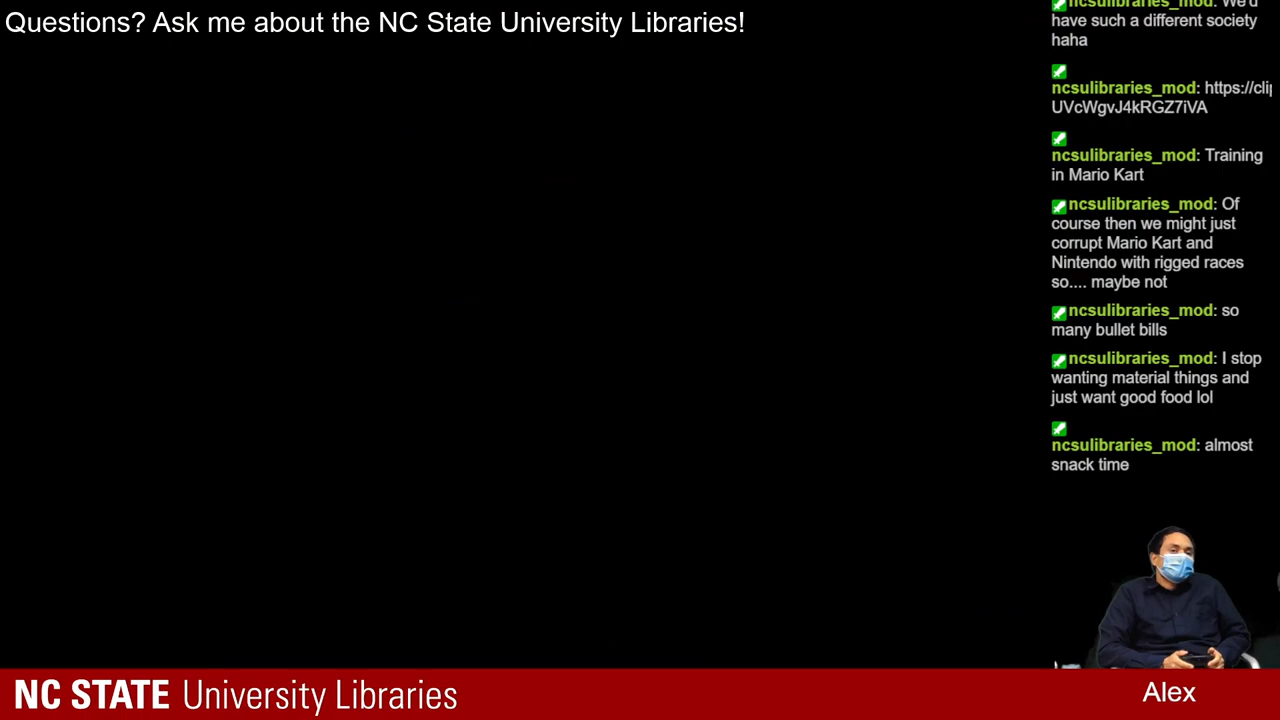 Questions? Ask me about the NC State University Libraries!
ncsulibraries_mod: We'd
have such a different society
haha
ncsulibraries_mod: https://cli
UVcWgvJ4kRGZ7iVA
ncsulibraries_mod: Training
in Mario Kart
ncsulibraries_mod: Of
course then we might just
corrupt Mario Kart and
Nintendo with rigged races
so.... maybe not
ncsulibraries_mod: so
many bullet bills
ncsulibraries_mod: I stop
wanting material things and
just want good food lol
ncsulibraries_mod: almost
snack time
NC STATE University Libraries
Alex